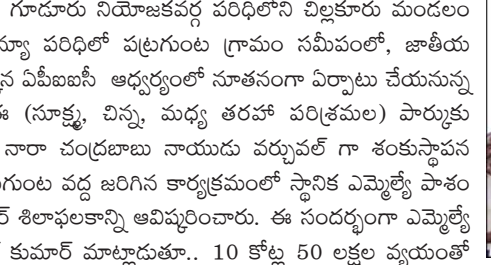 గూడూరు నియోజకవర్గ పరిధిలోని చిల్లకూరు మండలం
పరిధిలో పట్రగుంట గ్రామం సమీపంలో, జాతీయ
ఏపీఐఐసీ ఆధ్వర్యంలో నూతనంగా ఏర్పాటు చేయనున్న
(సూక్ష్మ, చిన్న, మధ్య తరహా పరిశ్రమల) పార్కుకు
నారా చంద్రబాబు నాయుడు వర్చువల్ గా శంకుస్థాపన
వద్ద జరిగిన కార్యక్రమంలో స్థానిక ఎమ్మెల్యే పాశం
శిలాఫలకాన్ని ఆవిష్కరించారు. ఈ సందర్భంగా ఎమ్మెల్యే
కుమార్ మాట్లాడుతూ.. 10 కోట్ల 50 లక్షల వ్యయంతో